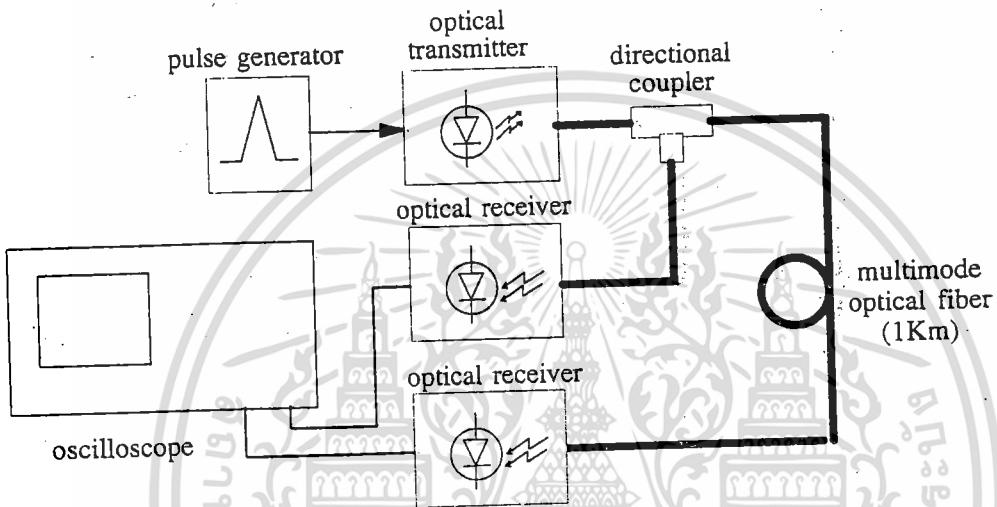 optical
transmitter
pulse generator
directional
coupler
optical receiver
multimode
optical fiber
(1Km)
optical receiver
oscilloscope